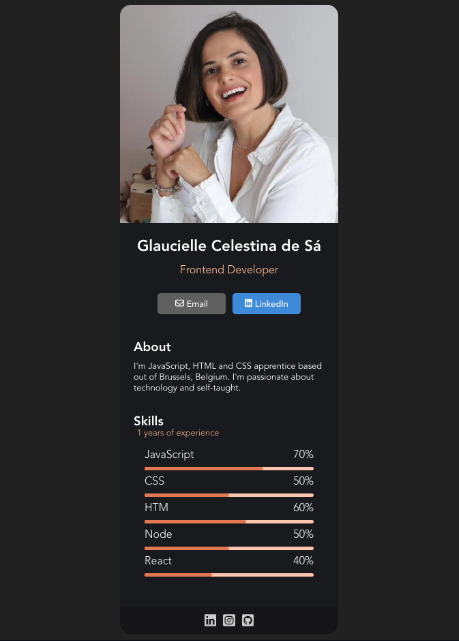 Glaucielle Celestina de Sá
Frontend Developer
Email LinkedIn
About
I'm JavaScript, HTML and CSS apprentice based
out of Brussels, Belgium. I'm passionate about
technology and self-taught.
Skills
1 years of experience
JavaScript 70%
CSS 50%
HTM 60%
Node 50%
React 40%